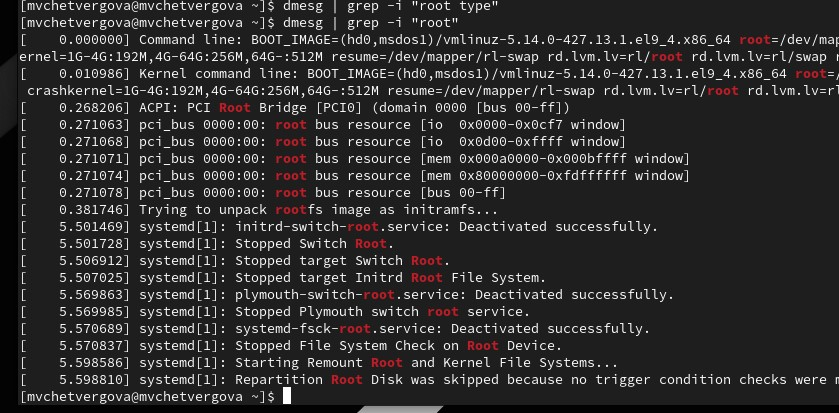 [mvchetvergova@mvchetvergova ~]$ dmesg | grep -i "root type"
[mvchetvergova@mvchetvergova ~]$ dmesg | grep -i "root"
[    0.000000] Command line: BOOT_IMAGE=(hd0,msdos1)/vmlinuz-5.14.0-427.13.1.el9_4.x86_64 root=/dev/map
ernel=1G-4G:192M,4G-64G:256M,64G-:512M resume=/dev/mapper/rl-swap rd.lvm.lv=rl/root rd.lvm.lv=rl/swap r
[    0.010986] Kernel command line: BOOT_IMAGE=(hd0,msdos1)/vmlinuz-5.14.0-427.13.1.el9_4.x86_64 root=/
 crashkernel=1G-4G:192M,4G-64G:256M,64G-:512M resume=/dev/mapper/rl-swap rd.lvm.lv=rl/root rd.lvm.lv=rl
[    0.268206] ACPI: PCI Root Bridge [PCI0] (domain 0000 [bus 00-ff])
[    0.271063] pci_bus 0000:00: root bus resource [io  0x0000-0x0cf7 window]
[    0.271068] pci_bus 0000:00: root bus resource [io  0x0d00-0xffff window]
[    0.271071] pci_bus 0000:00: root bus resource [mem 0x000a0000-0x000bffff window]
[    0.271074] pci_bus 0000:00: root bus resource [mem 0x80000000-0xfdffffff window]
[    0.271078] pci_bus 0000:00: root bus resource [bus 00-ff]
[    0.381746] Trying to unpack rootfs image as initramfs...
[    5.501469] systemd[1]: initrd-switch-root.service: Deactivated successfully.
[    5.501728] systemd[1]: Stopped Switch Root.
[    5.506912] systemd[1]: Stopped target Switch Root.
[    5.507025] systemd[1]: Stopped target Initrd Root File System.
[    5.569863] systemd[1]: plymouth-switch-root.service: Deactivated successfully.
[    5.569985] systemd[1]: Stopped Plymouth switch root service.
[    5.570689] systemd[1]: systemd-fsck-root.service: Deactivated successfully.
[    5.570837] systemd[1]: Stopped File System Check on Root Device.
[    5.598586] systemd[1]: Starting Remount Root and Kernel File Systems...
[    5.598810] systemd[1]: Repartition Root Disk was skipped because no trigger condition checks were m
[mvchetvergova@mvchetvergova ~]$